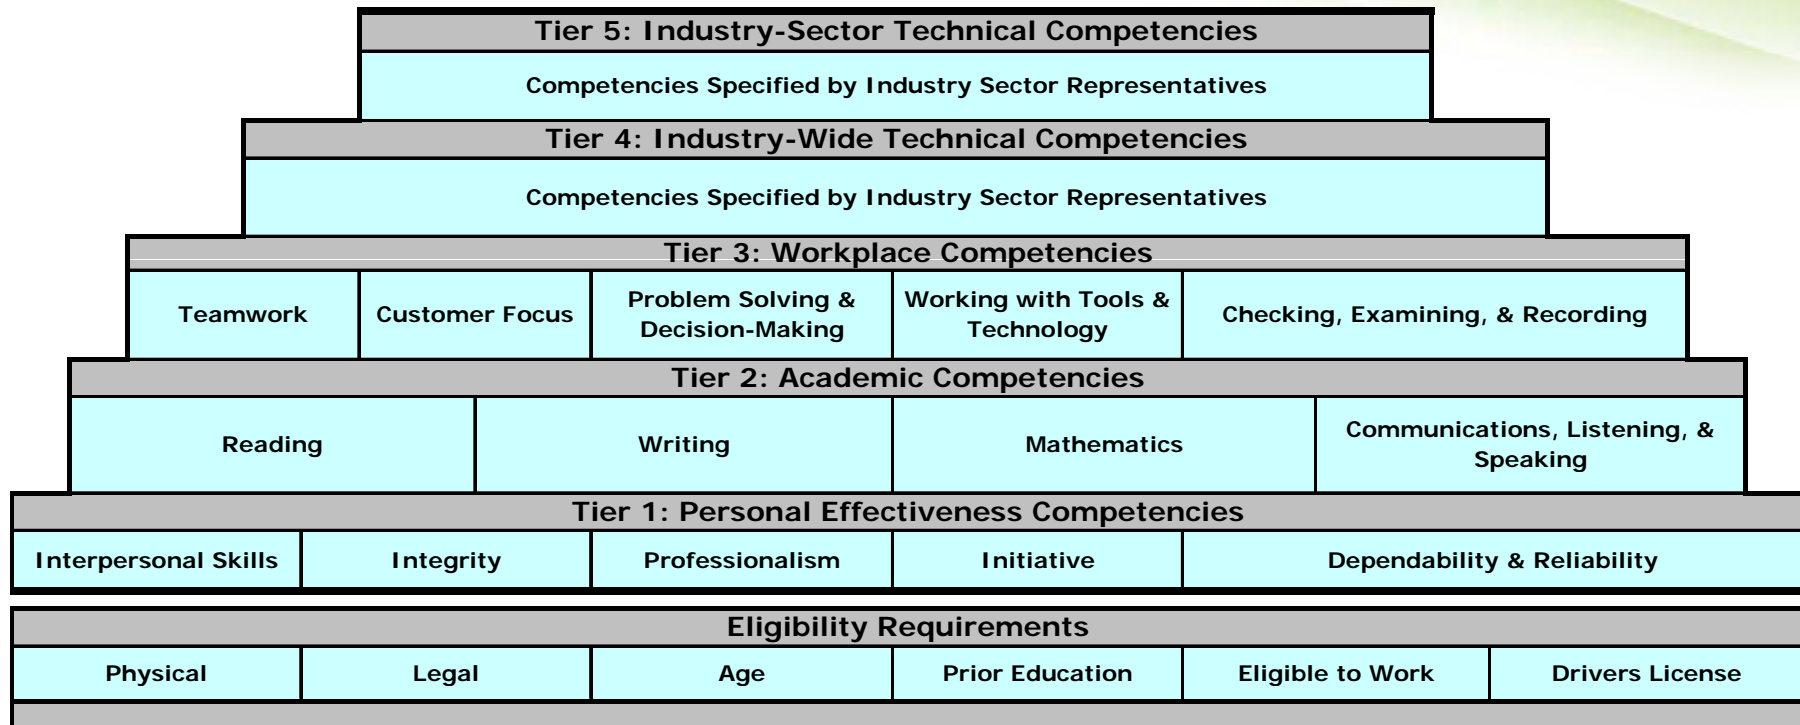 Tier 5: Industry-Sector Technical Competencies
Competencies Specified by Industry Sector Representatives
Tier 4: Industry-Wide Technical Competencies
Competencies Specified by Industry Sector Representatives
Tier 3: Workplace Competencies
Teamwork
Customer Focus
Problem Solving &
Decision-Making
Working with Tools &
Technology
Checking, Examining, & Recording
Tier 2: Academic Competencies
Reading
Writing
Mathematics
Communications, Listening, &
Speaking
Tier 1: Personal Effectiveness Competencies
Interpersonal Skills
Integrity
Professionalism
Initiative
Dependability & Reliability
Eligibility Requirements
Physical
Legal
Age
Prior Education
Eligible to Work
Drivers License